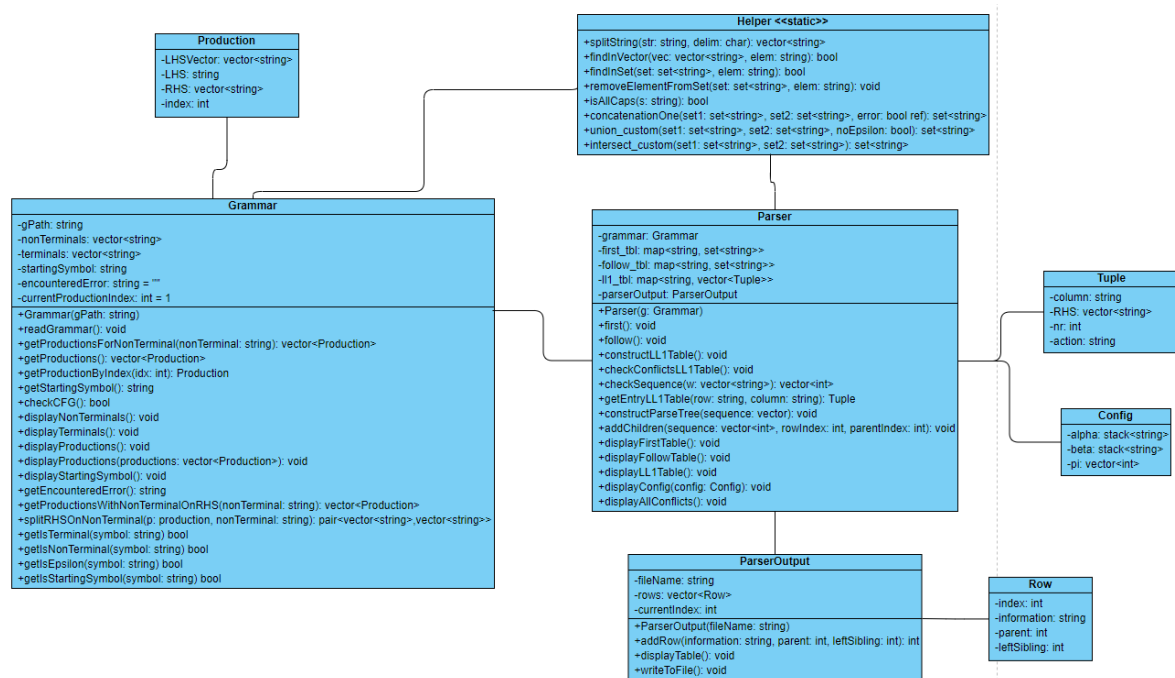 Production
-LHSVector: vector<string>
-LHS: string
-RHS: vector<string>
-index: int
Helper <<static>>
+splitString(str: string, delim: char): vector<string>
+findInVector(vec: vector<string>, elem: string): bool
+findInSet(set: set<string>, elem: string): bool
+removeElementFromSet(set: set<string>, elem: string): void
+isAllCaps(s: string): bool
+concatenationOne(set1: set<string>, set2: set<string>, error: bool ref): set<string>
+union_custom(set1: set<string>, set2: set<string>, noEpsilon: bool): set<string>
+intersect_custom(set1: set<string>, set2: set<string>): set<string>
Grammar
-gPath: string
-nonTerminals: vector<string>
-terminals: vector<string>
-startingSymbol: string
-encounteredError: string = ""
-currentProductionIndex: int = 1
+Grammar(gPath: string)
+readGrammar(): void
+getProductionsForNonTerminal(nonTerminal: string): vector<Production>
+getProductions(): vector<Production>
+getProductionByIndex(idx: int): Production
+getStartingSymbol(): string
+checkCFG(): bool
+displayNonTerminals(): void
+displayTerminals(): void
+displayProductions(): void
+displayProductions(productions: vector<Production>): void
+displayStartingSymbol(): void
+getEncounteredError(): string
+getProductionsWithNonTerminalOnRHS(nonTerminal: string): vector<Production>
+splitRHSOnNonTerminal(p: production, nonTerminal: string): pair<vector<string>,vector<string>>
+getIsTerminal(symbol: string) bool
+getIsNonTerminal(symbol: string) bool
+getIsEpsilon(symbol: string) bool
+getIsStartingSymbol(symbol: string) bool
Parser
-grammar: Grammar
-first_tbl: map<string, set<string>>
-follow_tbl: map<string, set<string>>
-ll1_tbl: map<string, vector<Tuple>>
-parserOutput: ParserOutput
+Parser(g: Grammar)
+first(): void
+follow(): void
+constructLL1Table(): void
+checkConflictsLL1Table(): void
+checkSequence(w: vector<string>): vector<int>
+getEntryLL1Table(row: string, column: string): Tuple
+constructParseTree(sequence: vector): void
+addChildren(sequence: vector<int>, rowIndex: int, parentIndex: int): void
+displayFirstTable(): void
+displayFollowTable(): void
+displayLL1Table(): void
+displayConfig(config: Config): void
+displayAllConflicts(): void
Tuple
-column: string
-RHS: vector<string>
-nr: int
-action: string
Config
-alpha: stack<string>
-beta: stack<string>
-pi: vector<int>
ParserOutput
-fileName: string
-rows: vector<Row>
-currentIndex: int
+ParserOutput(fileName: string)
+addRow(information: string, parent: int, leftSibling: int): int
+displayTable(): void
+writeToFile(): void
Row
-index: int
-information: string
-parent: int
-leftSibling: int